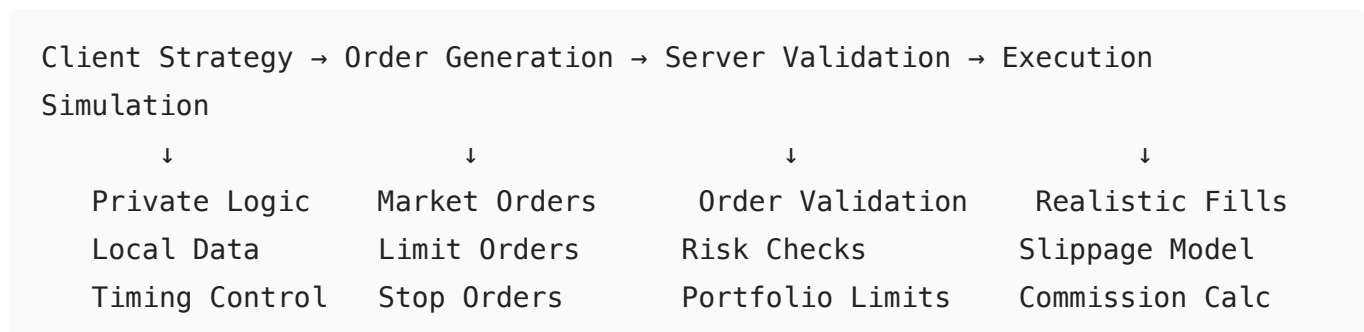 Client Strategy → Order Generation → Server Validation → Execution
Simulation
↓ ↓ ↓ ↓
Private Logic Market Orders Order Validation Realistic Fills
Local Data Limit Orders Risk Checks Slippage Model
Timing Control Stop Orders Portfolio Limits Commission Calc